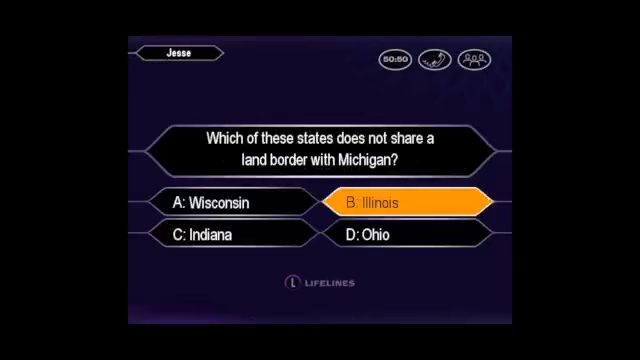 Jesse
50:50
Which of these states does not share a
land border with Michigan?
A: Wisconsin
B: Illinois
C: Indiana
D: Ohio
L LIFELINES